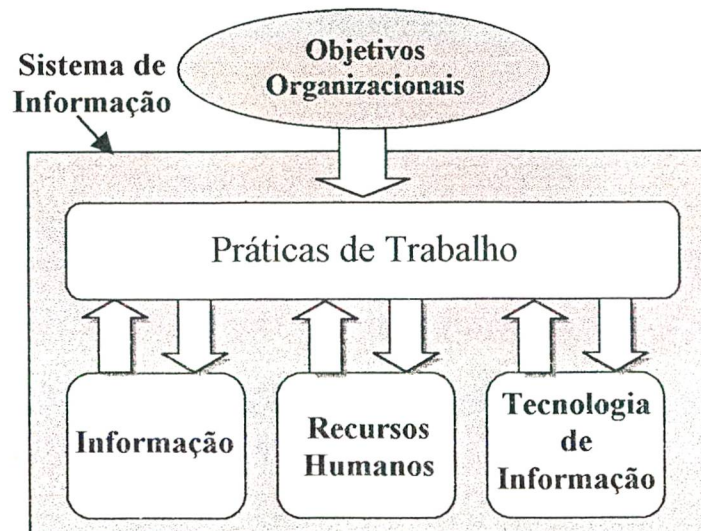 Objetivos
Organizacionais
Sistema de
Informação
Práticas de Trabalho
Informação
Recursos
Humanos
Tecnologia
de
Informação